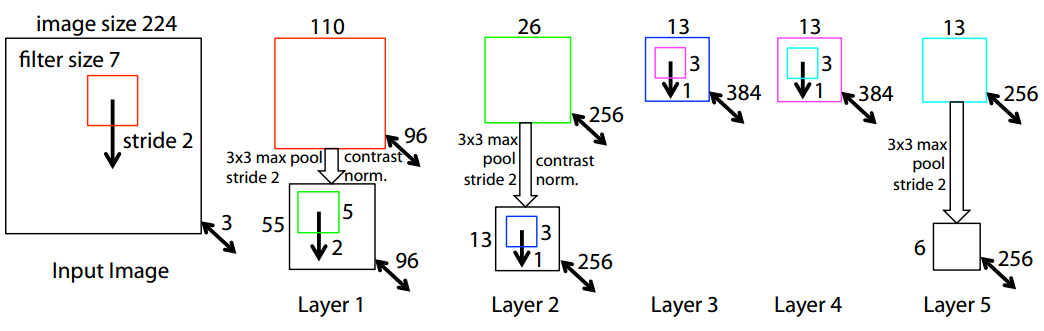 image size 224
filter size 7
stride 2
3
Input Image
110
96
3x3 max pool
stride 2
contrast
norm.
55
5
2
96
Layer 1
26
256
3x3 max
pool
stride 2
contrast
norm.
13
3
1
256
Layer 2
13
3
1
384
Layer 3
13
3
1
384
Layer 4
13
256
3x3 max
pool
stride 2
6
256
Layer 5